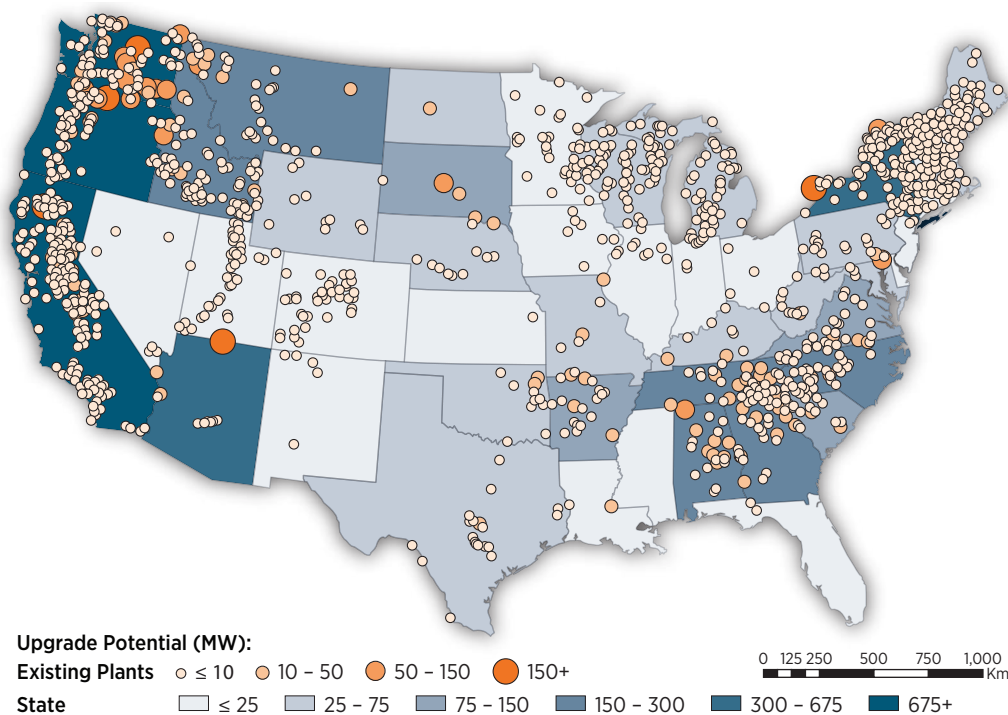 Upgrade Potential (MW):
Existing Plants ≤ 10 10 – 50 50 – 150 150+
0 125 250 500 750 1,000
Km
State ≤ 25 25 – 75 75 – 150 150 – 300 300 – 675 675+